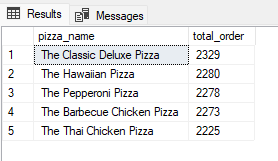 Results Messages
pizza_name total_order
1 The Classic Deluxe Pizza 2329
2 The Hawaiian Pizza 2280
3 The Pepperoni Pizza 2278
4 The Barbecue Chicken Pizza 2273
5 The Thai Chicken Pizza 2225